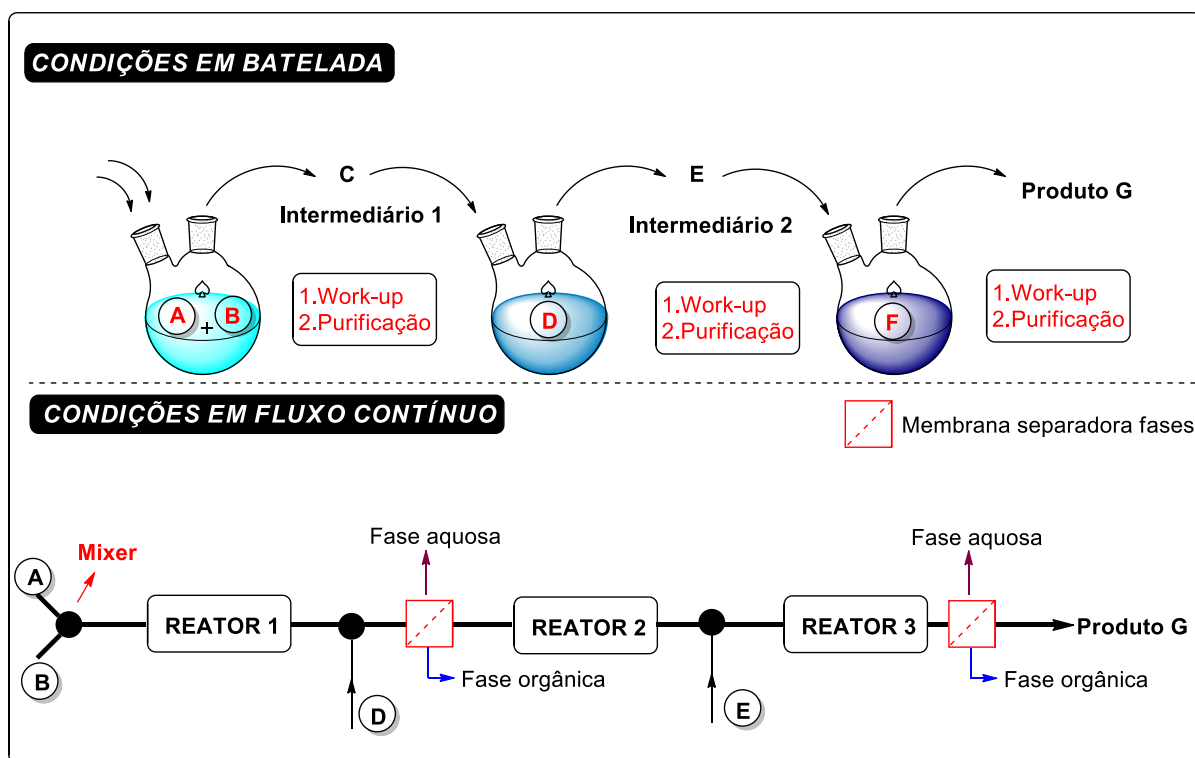 CONDIÇÕES EM BATELADA
C
Intermediário 1
E
Intermediário 2
Produto G
A + B
1.Work-up
2.Purificação
D
1.Work-up
2.Purificação
F
1.Work-up
2.Purificação
CONDIÇÕES EM FLUXO CONTÍNUO
Membrana separadora fases
Mixer
A
B
REATOR 1
D
Fase aquosa
Fase orgânica
REATOR 2
E
REATOR 3
Fase aquosa
Fase orgânica
Produto G